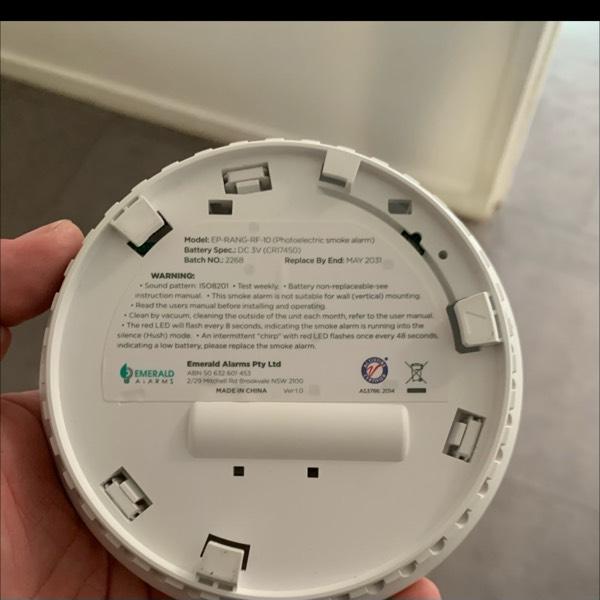 Model: EP-RANG-RF-10 (Photoelectric smoke alarm)
Battery Spec.: DC 3V (CR17450)
Batch NO.: 2268 Replace By End: MAY 2031
WARNING:
• Sound pattern: ISO8201 • Test weekly. • Battery non-replaceable-see
instruction manual. • This smoke alarm is not suitable for wall (vertical) mounting.
• Read the users manual before installing and operating.
• Clean by vacuum, cleaning the outside of the unit each month, refer to the user manual.
• The red LED will flash every 8 seconds, indicating the smoke alarm is running into the
silence (Hush) mode. • An intermittent "chirp" with red LED flashes once every 48 seconds,
indicating a low battery, please replace the smoke alarm.
EMERALD
ALARMS
Emerald Alarms Pty Ltd
ABN 50 632 601 453
2/29 Mitchell Rd Brookvale NSW 2100
MADE IN CHINA Ver1.0
AS3786: 2014